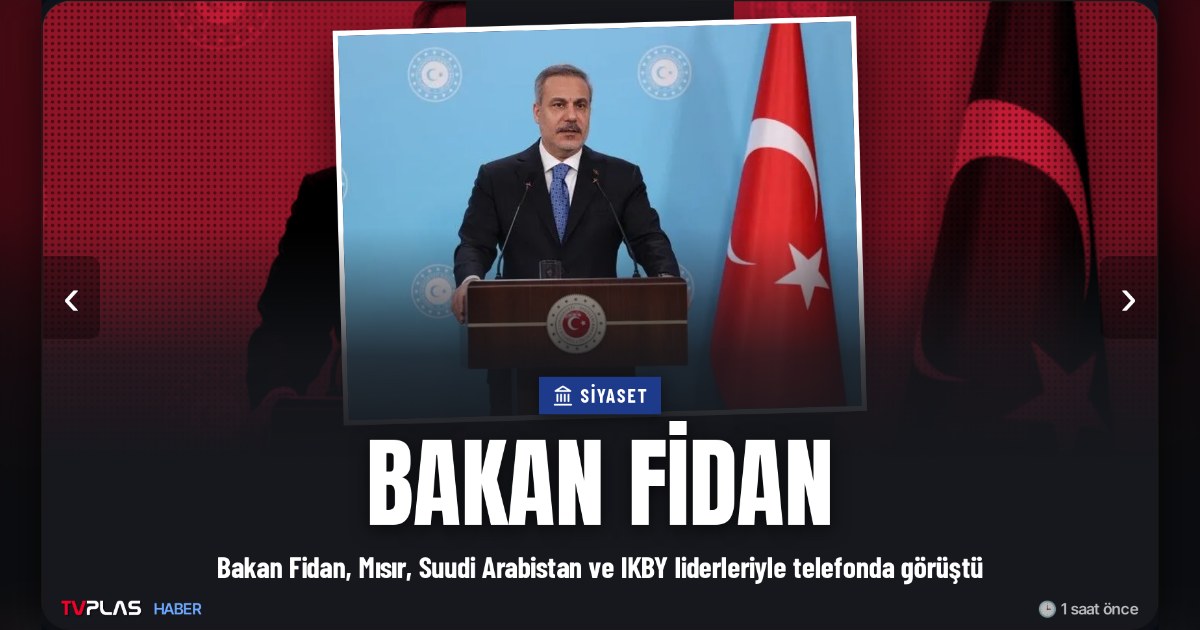 SİYASET
BAKAN FİDAN
Bakan Fidan, Mısır, Suudi Arabistan ve IKBY liderleriyle telefonda görüştü
TVPLAS HABER
1 saat önce